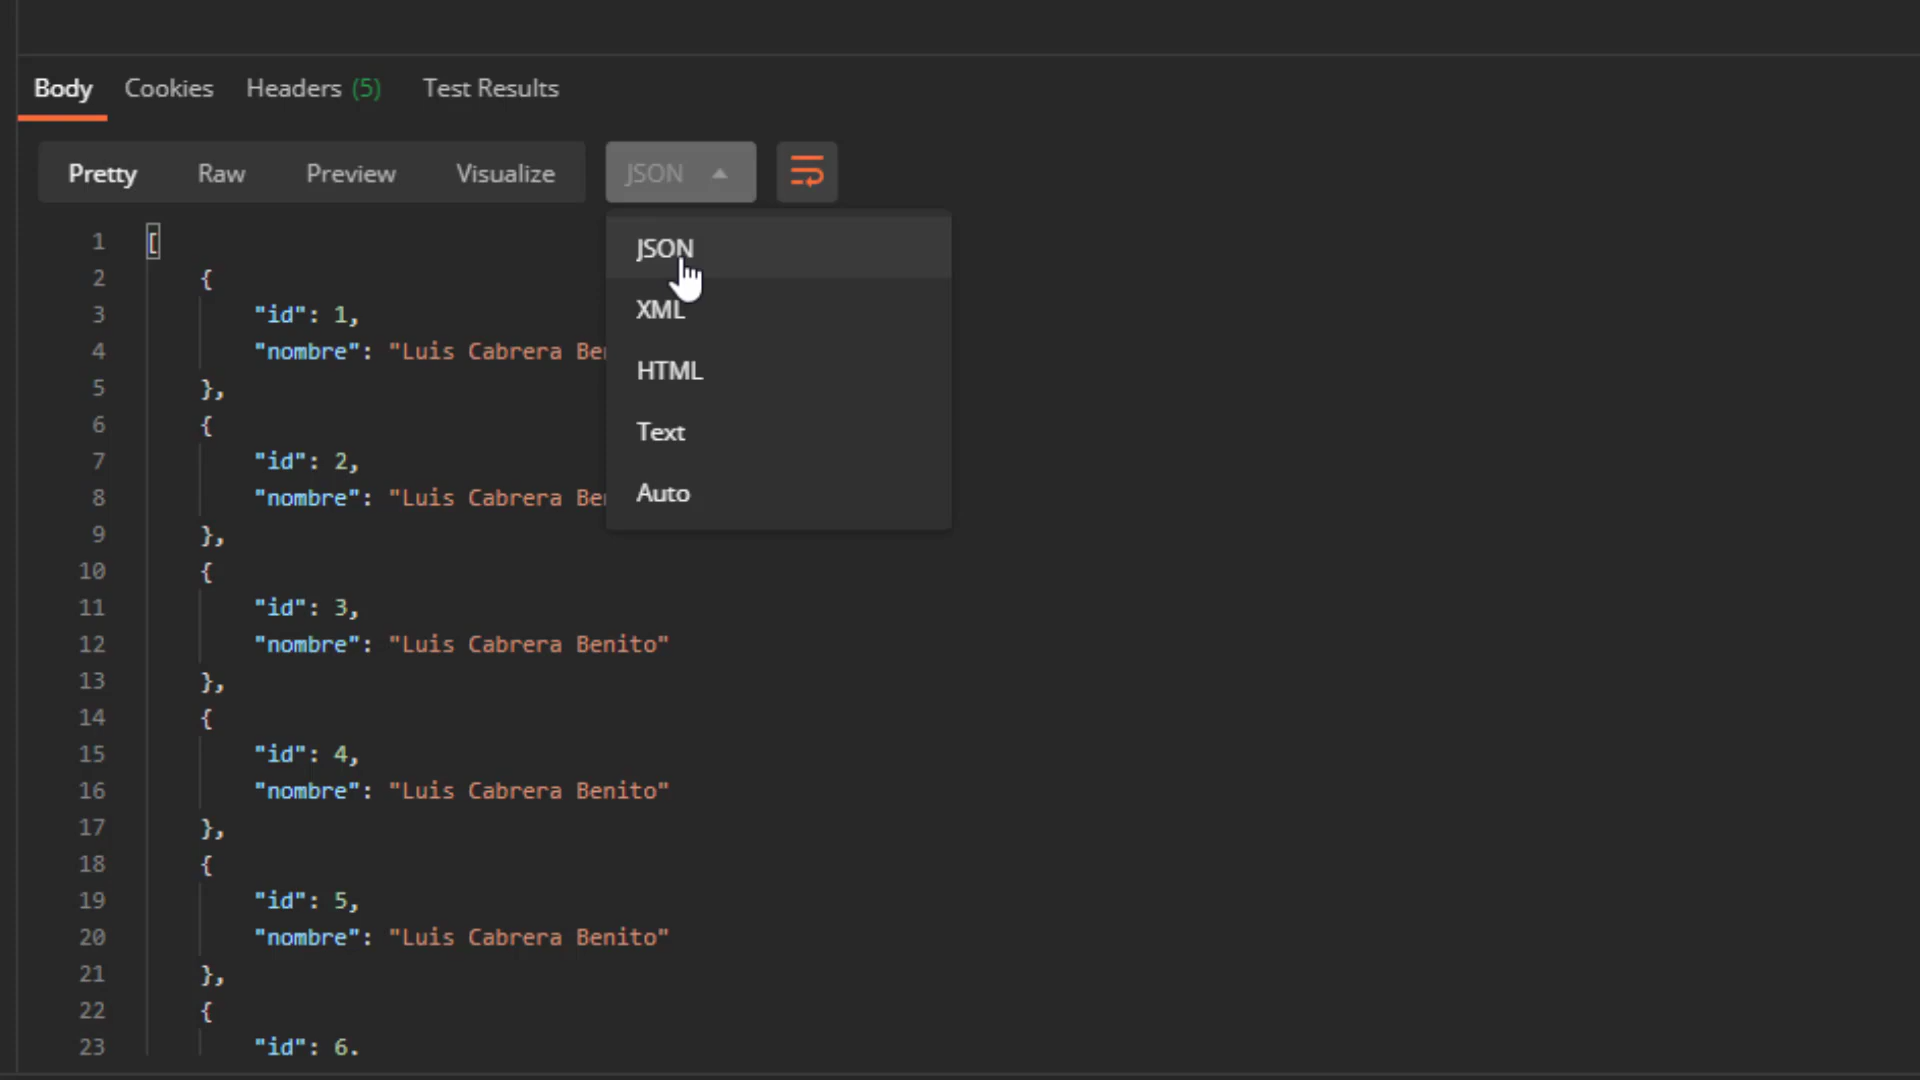 Body Cookies Headers (5) Test Results
Pretty Raw Preview Visualize JSON
JSON
XML
HTML
Text
Auto
1 [
2 {
3 "id": 1,
4 "nombre": "Luis Cabrera
5 },
6 {
7 "id": 2,
8 "nombre": "Luis Cabrera
9 },
10 {
11 "id": 3,
12 "nombre": "Luis Cabrera Benito"
13 },
14 {
15 "id": 4,
16 "nombre": "Luis Cabrera Benito"
17 },
18 {
19 "id": 5,
20 "nombre": "Luis Cabrera Benito"
21 },
22 {
23 "id": 6